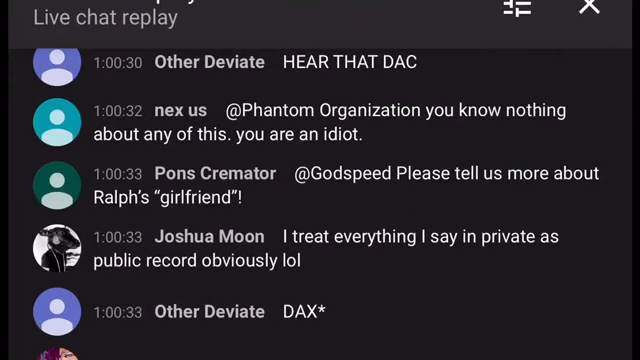 Live chat replay
1:00:30 Other Deviate HEAR THAT DAC
1:00:32 nex us @Phantom Organization you know nothing
about any of this. you are an idiot.
1:00:33 Pons Cremator @Godspeed Please tell us more about
Ralph’s “girlfriend”!
1:00:33 Joshua Moon I treat everything I say in private as
public record obviously lol
1:00:33 Other Deviate DAX*